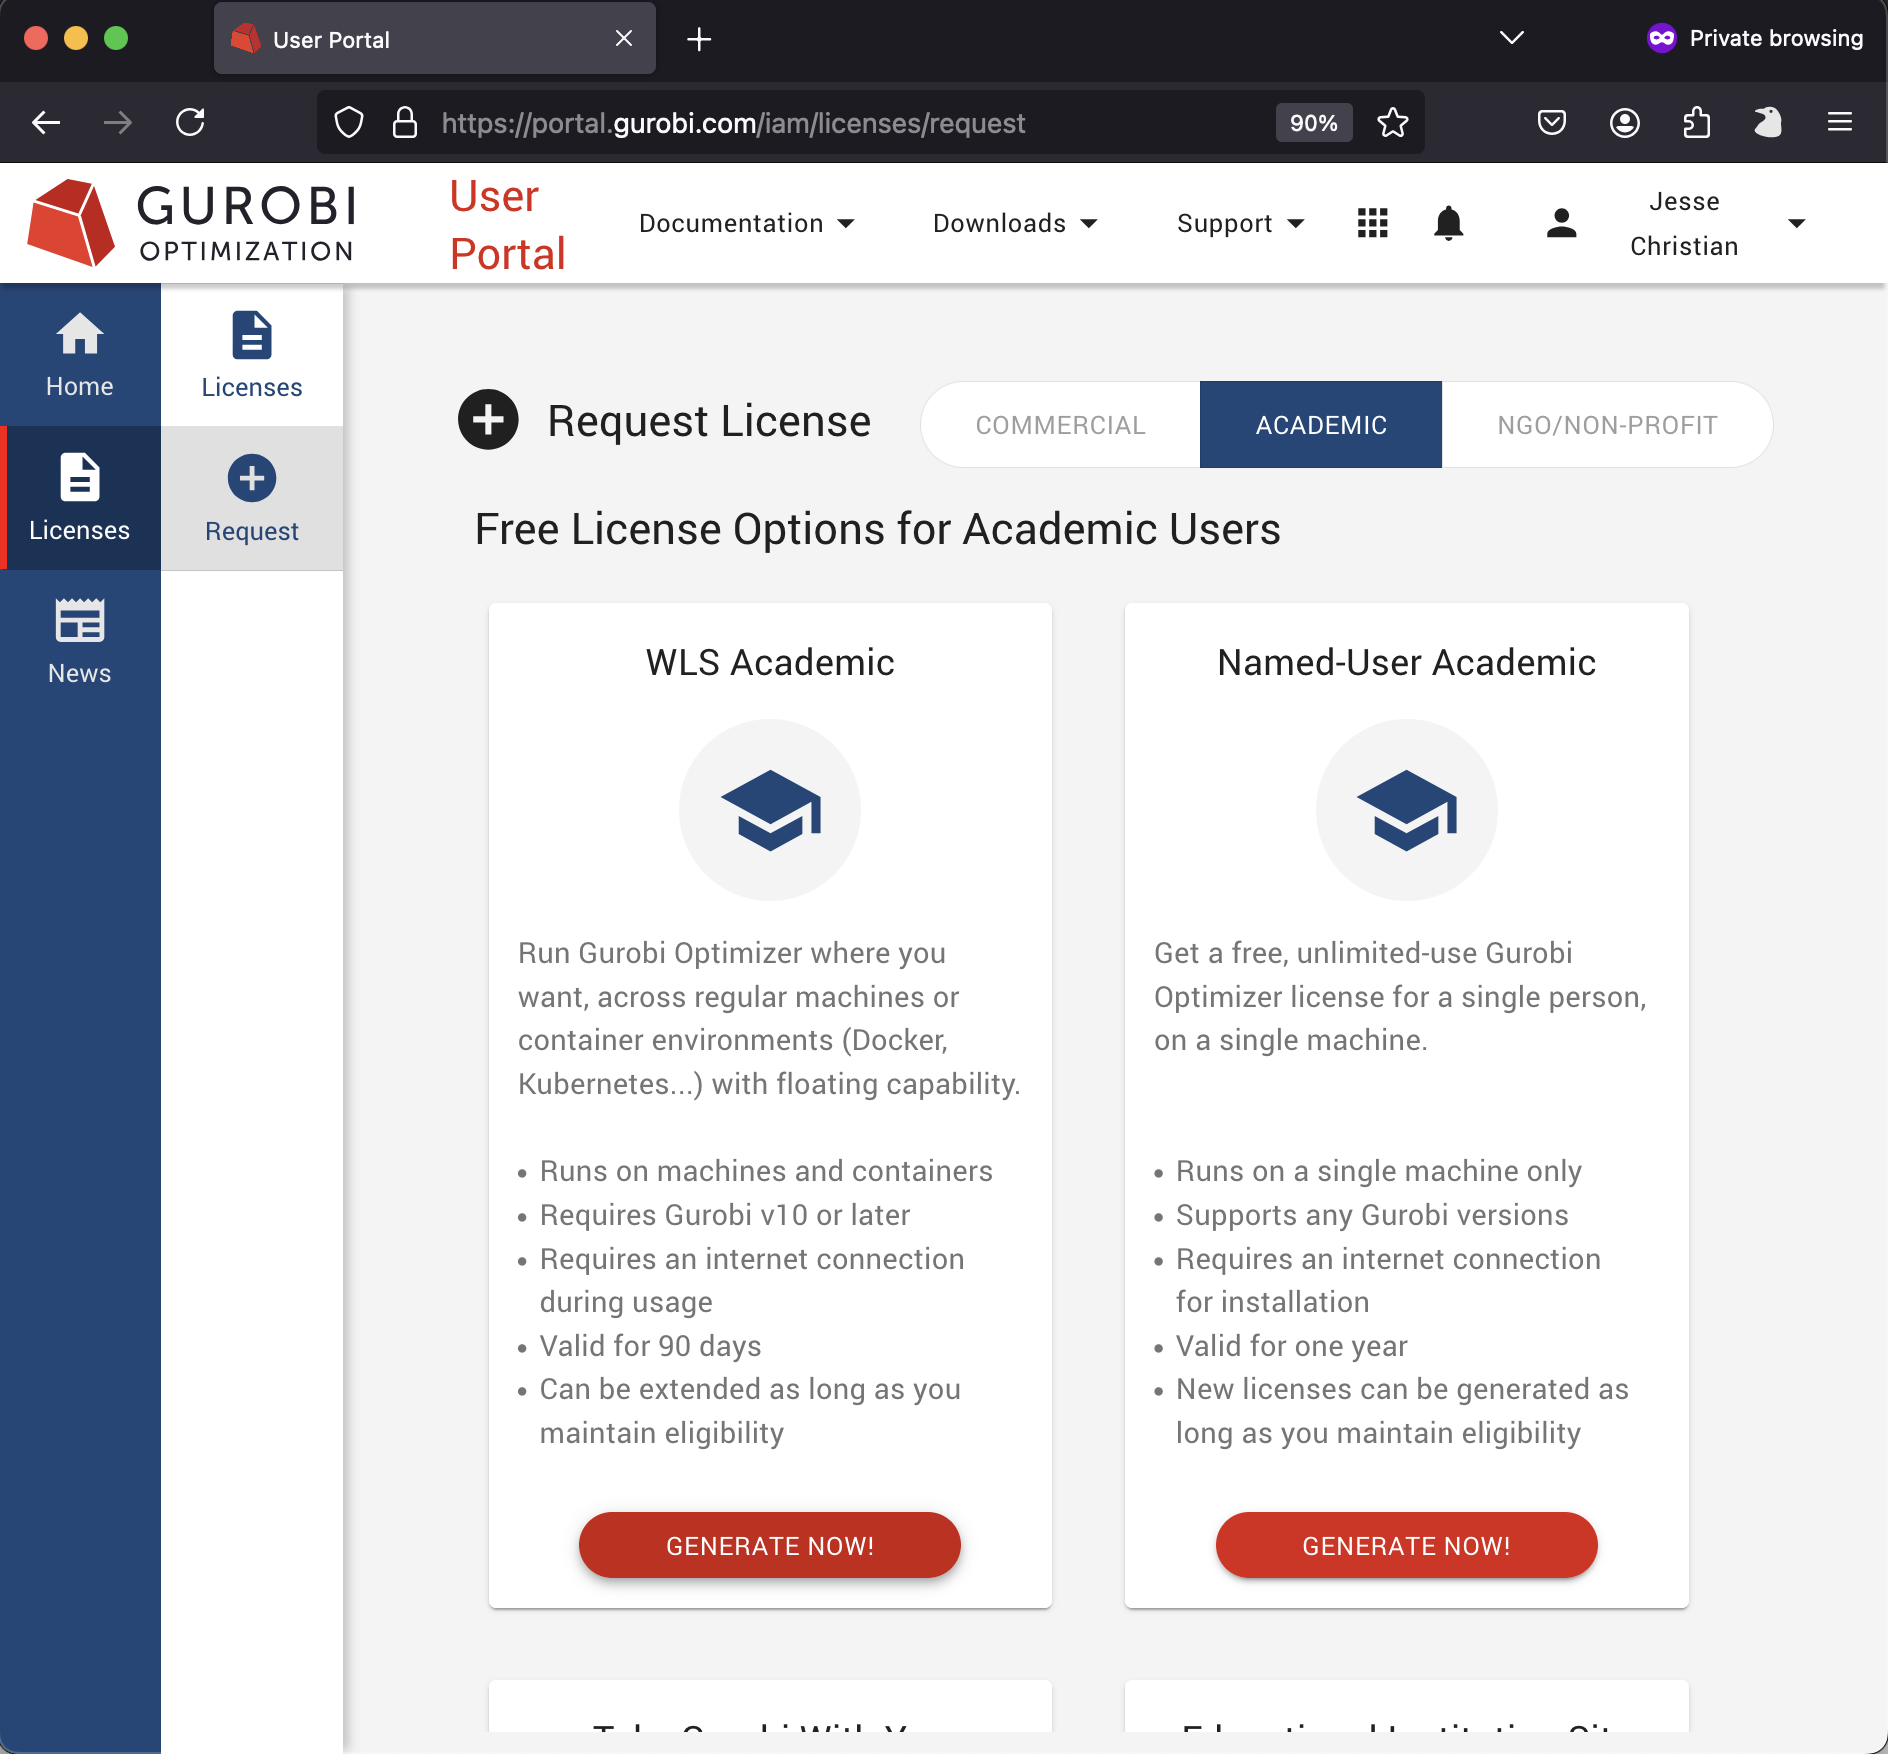 User Portal
Private browsing
https://portal.gurobi.com/iam/licenses/request
90%
GUROBI
OPTIMIZATION
User
Portal
Documentation
Downloads
Support
Jesse
Christian
Home
Licenses
News
Licenses
Request
Request License
COMMERCIAL
ACADEMIC
NGO/NON-PROFIT
Free License Options for Academic Users
WLS Academic
Run Gurobi Optimizer where you
want, across regular machines or
container environments (Docker,
Kubernetes...) with floating capability.
• Runs on machines and containers
• Requires Gurobi v10 or later
• Requires an internet connection
during usage
• Valid for 90 days
• Can be extended as long as you
maintain eligibility
GENERATE NOW!
Named-User Academic
Get a free, unlimited-use Gurobi
Optimizer license for a single person,
on a single machine.
• Runs on a single machine only
• Supports any Gurobi versions
• Requires an internet connection
for installation
• Valid for one year
• New licenses can be generated as
long as you maintain eligibility
GENERATE NOW!